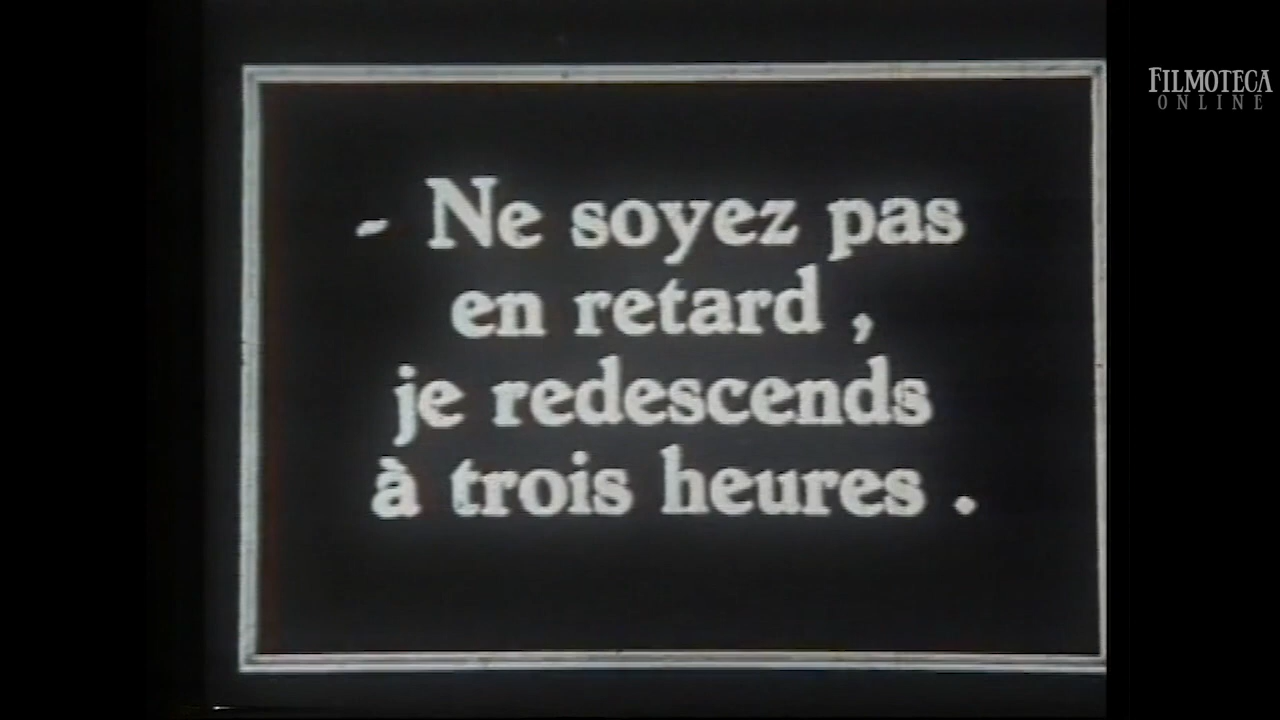 - Ne soyez pas
en retard ,
je redescends
à trois heures .
FILMOTECA
ONLINE